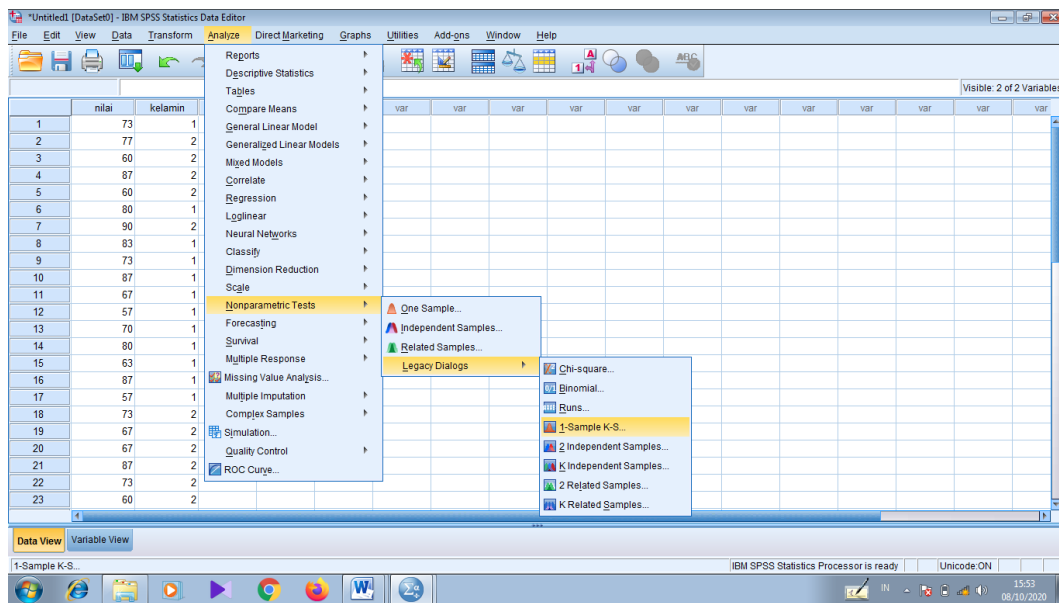 *Untitled1 [DataSet0] - IBM SPSS Statistics Data Editor
File Edit View Data Transform Analyze Direct Marketing Graphs Utilities Add-ons Window Help
Visible: 2 of 2 Variables
nilai kelamin var var var var var var var var var var var var
1 73 1
2 77 2
3 60 2
4 87 2
5 60 2
6 80 1
7 90 2
8 83 1
9 73 1
10 87 1
11 67 1
12 57 1
13 70 1
14 80 1
15 63 1
16 87 1
17 57 1
18 73 2
19 67 2
20 67 2
21 87 2
22 73 2
23 60 2
Reports
Descriptive Statistics
Tables
Compare Means
General Linear Model
Generalized Linear Models
Mixed Models
Correlate
Regression
Loglinear
Neural Networks
Classify
Dimension Reduction
Scale
Nonparametric Tests
Forecasting
Survival
Multiple Response
Missing Value Analysis...
Multiple Imputation
Complex Samples
Simulation...
Quality Control
ROC Curve...
One Sample...
Independent Samples...
Related Samples...
Legacy Dialogs
Chi-square...
Binomial...
Runs...
1-Sample K-S...
2 Independent Samples...
K Independent Samples...
2 Related Samples...
K Related Samples...
Data View Variable View
1-Sample K-S...
IBM SPSS Statistics Processor is ready Unicode:ON
IN
15:53
08/10/2020